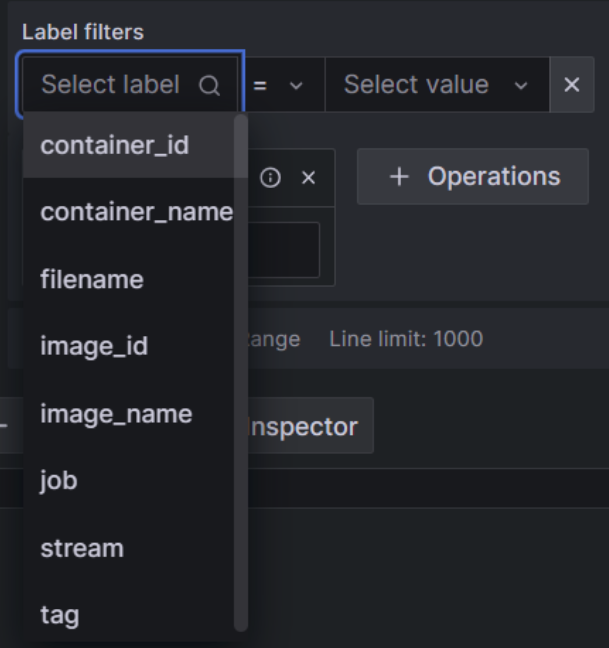 Label filters
Select label = Select value
container_id
+ Operations
container_name
filename
image_id
Line limit: 1000
image_name
Inspector
job
stream
tag